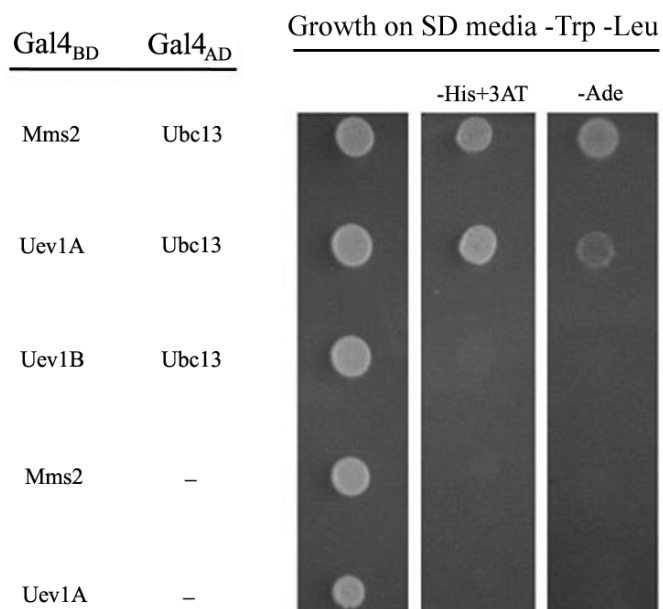 Growth on SD media -Trp -Leu
Gal4BD Gal4AD
-His+3AT -Ade
Mms2 Ubc13
Uev1A Ubc13
Uev1B Ubc13
Mms2 –
Uev1A –